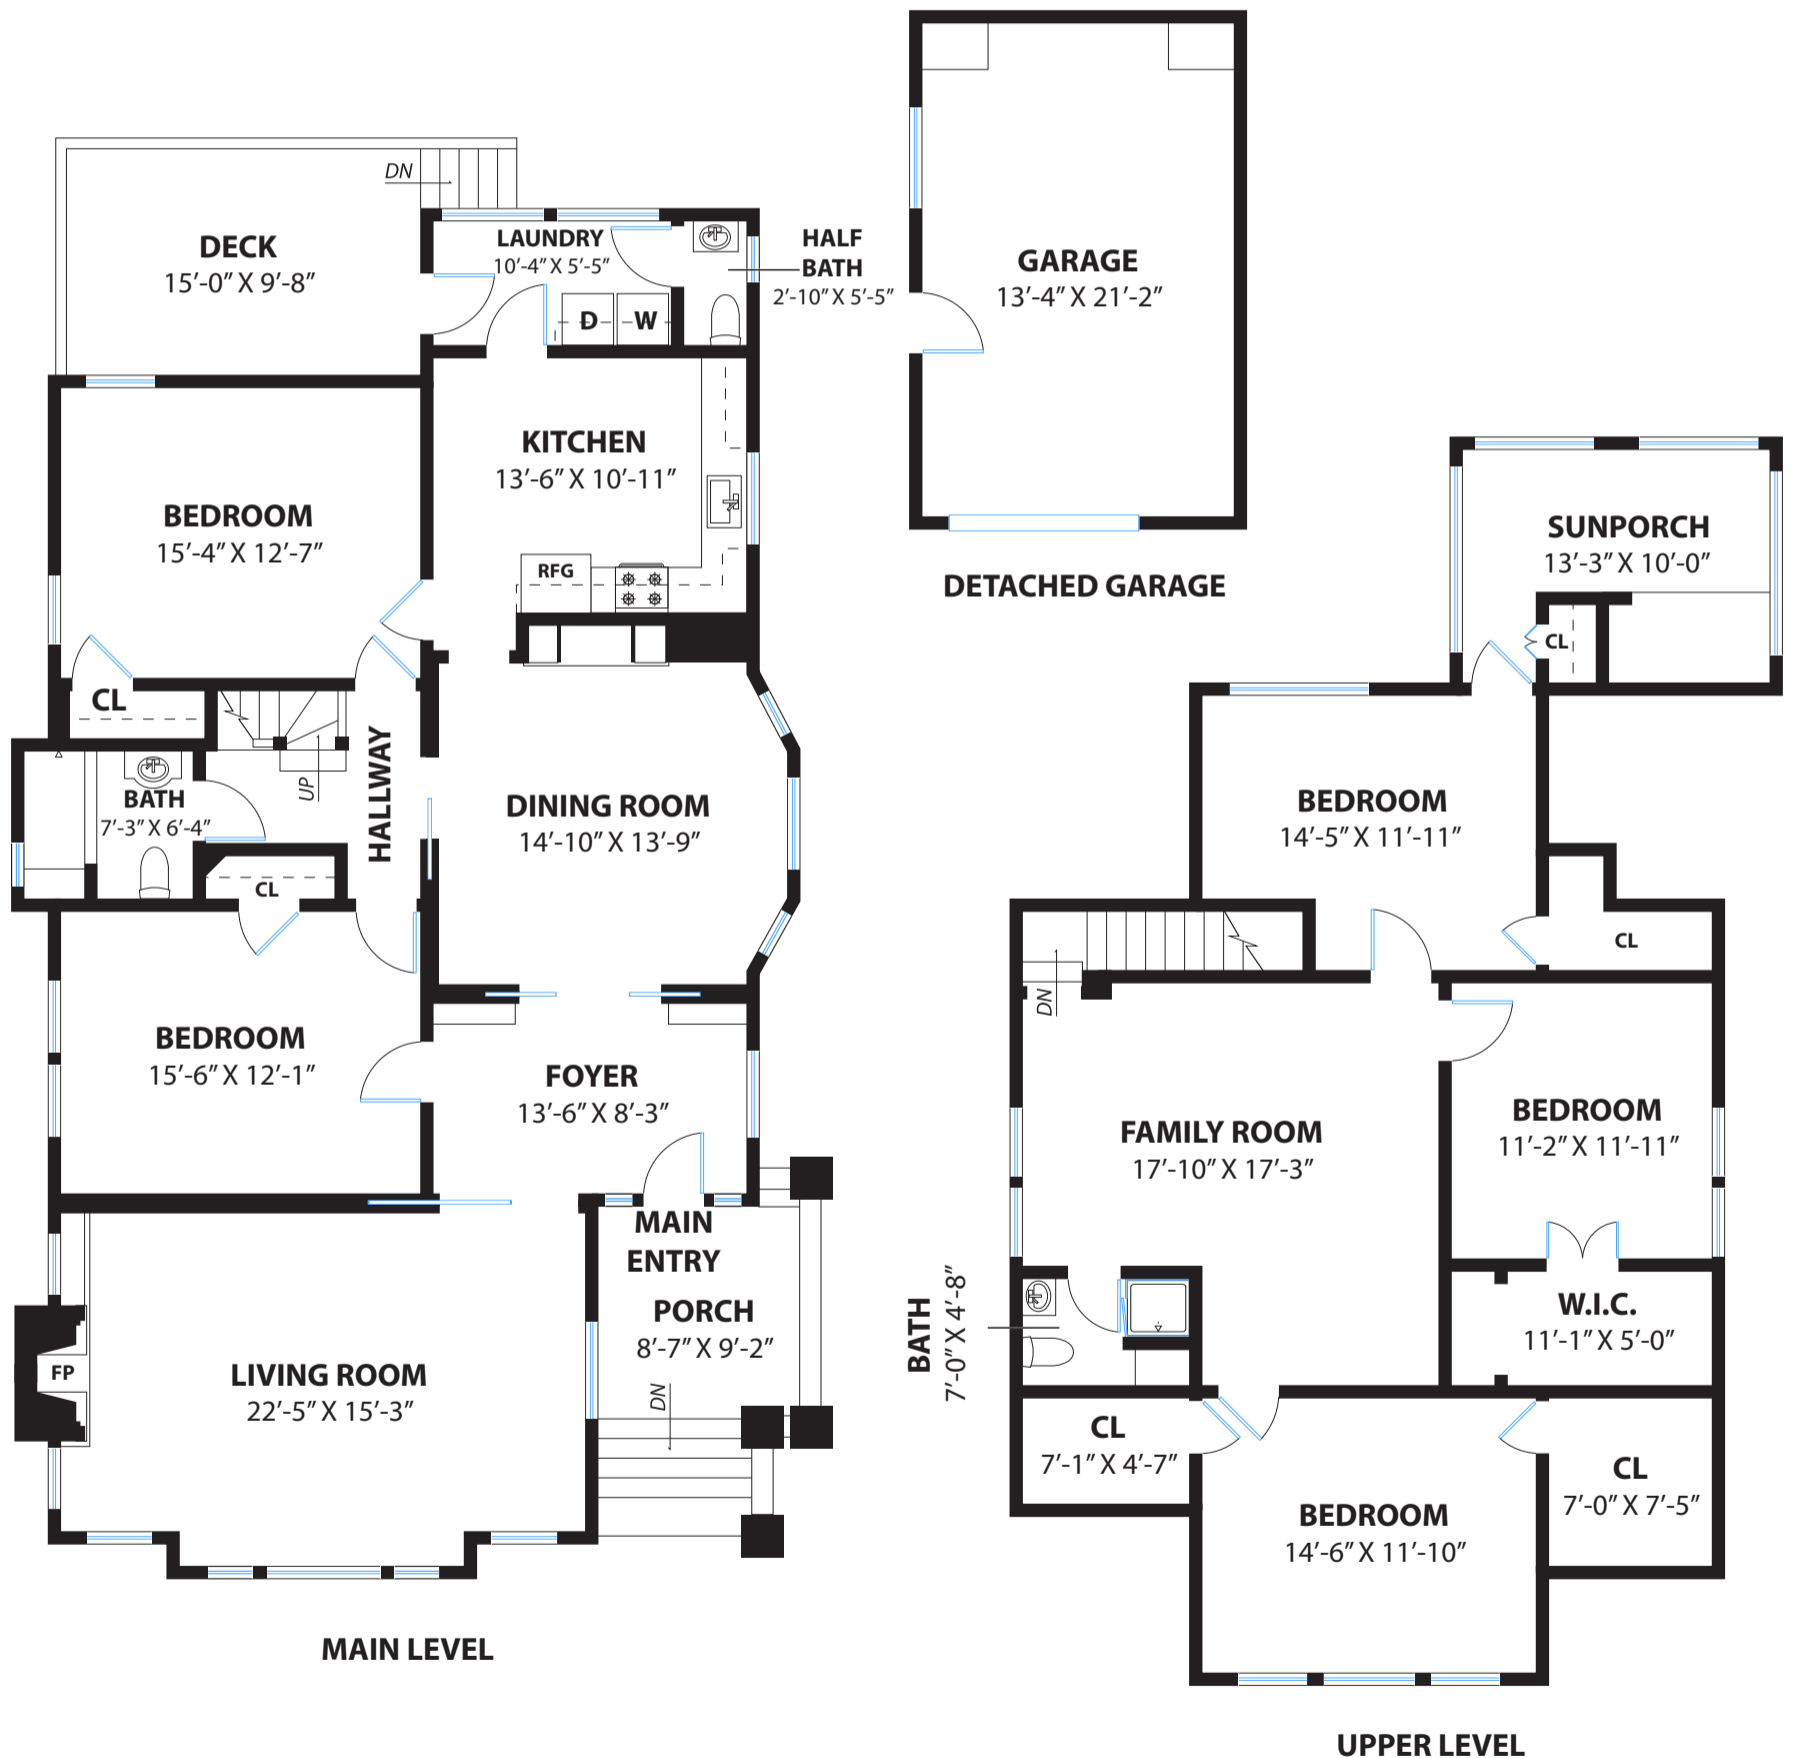 DN
DECK
15’-0” X 9’-8”
LAUNDRY
10’-4” X 5’-5”
HALF
BATH
2’-10” X 5’-5”
D
W
KITCHEN
13’-6” X 10’-11”
RFG
BEDROOM
15’-4” X 12’-7”
CL
HALLWAY
UP
BATH
7’-3” X 6’-4”
CL
DINING ROOM
14’-10” X 13’-9”
BEDROOM
15’-6” X 12’-1”
FOYER
13’-6” X 8’-3”
MAIN
ENTRY
PORCH
8’-7” X 9’-2”
DN
LIVING ROOM
22’-5” X 15’-3”
FP
MAIN LEVEL
GARAGE
13’-4” X 21’-2”
DETACHED GARAGE
SUNPORCH
13’-3” X 10’-0”
CL
BEDROOM
14’-5” X 11’-11”
CL
DN
FAMILY ROOM
17’-10” X 17’-3”
BEDROOM
11’-2” X 11’-11”
W.I.C.
11’-1” X 5’-0”
BATH
7’-0” X 4’-8”
CL
7’-1” X 4’-7”
CL
7’-0” X 7’-5”
BEDROOM
14’-6” X 11’-10”
UPPER LEVEL